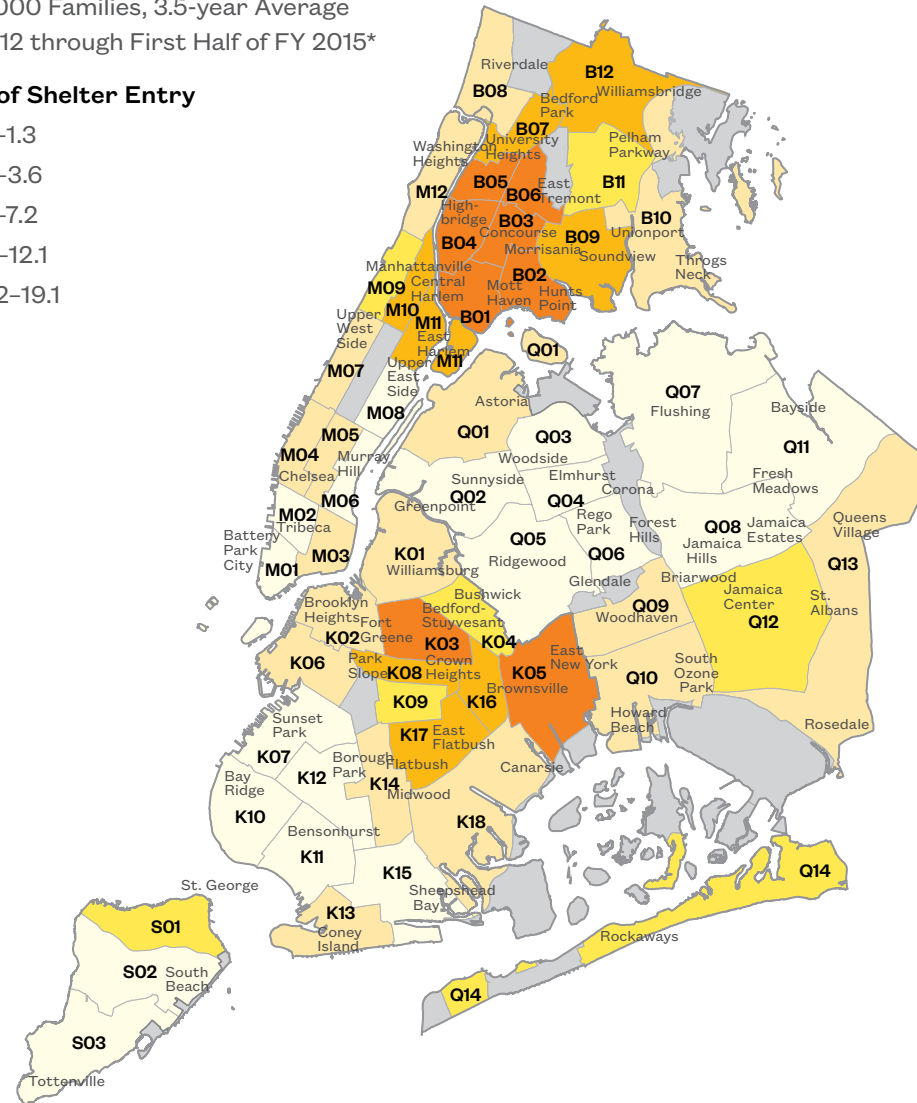 000 Families, 3.5-year Average
12 through First Half of FY 2015*
of Shelter Entry
–1.3
–3.6
–7.2
–12.1
2–19.1
Riverdale
B08
B12
Williamsbridge
Bedford
Park
B07
University
Heights
Pelham
Parkway
Washington
Heights
M12
B05
B06
East
Tremont
B11
High-
bridge
B03
Concourse
B04
Morrisania
B09
Soundview
B10
Unionport
Throgs
Neck
B02
Mott
Haven
Hunts
Point
B01
Manhattanville
M09
Central
Harlem
M10
M11
East
Harlem
M11
Upper
West
Side
Upper
East
Side
M07
M08
M05
M04
Chelsea
Murray
Hill
M06
M02
Tribeca
Battery
Park
City
M01
M03
Q01
Astoria
Q01
Q03
Woodside
Q07
Flushing
Bayside
Q11
Fresh
Meadows
Sunnyside
Q02
Elmhurst
Q04
Corona
Greenpoint
Rego
Park
Forest
Hills
Q08
Jamaica
Hills
Jamaica
Estates
Queens
Village
Q05
Ridgewood
Q06
Glendale
Briarwood
Q13
K01
Williamsburg
Q09
Woodhaven
Jamaica
Center
Q12
St.
Albans
Bushwick
Bedford-
Stuyvesant
K04
Brooklyn
Heights
K02
Fort
Greene
K03
K06
Park
Slope
K08
Crown
Heights
K05
East
New York
Brownsville
Q10
South
Ozone
Park
Howard
Beach
Rosedale
K09
K16
K17
East
Flatbush
Flatbush
Sunset
Park
K07
K12
Borough
Park
K14
Midwood
Canarsie
Bay
Ridge
K10
Bensonhurst
K11
K18
K15
Sheepshead
Bay
K13
Coney
Island
Q14
Rockaways
Q14
St. George
S01
S02
South
Beach
S03
Tottenville